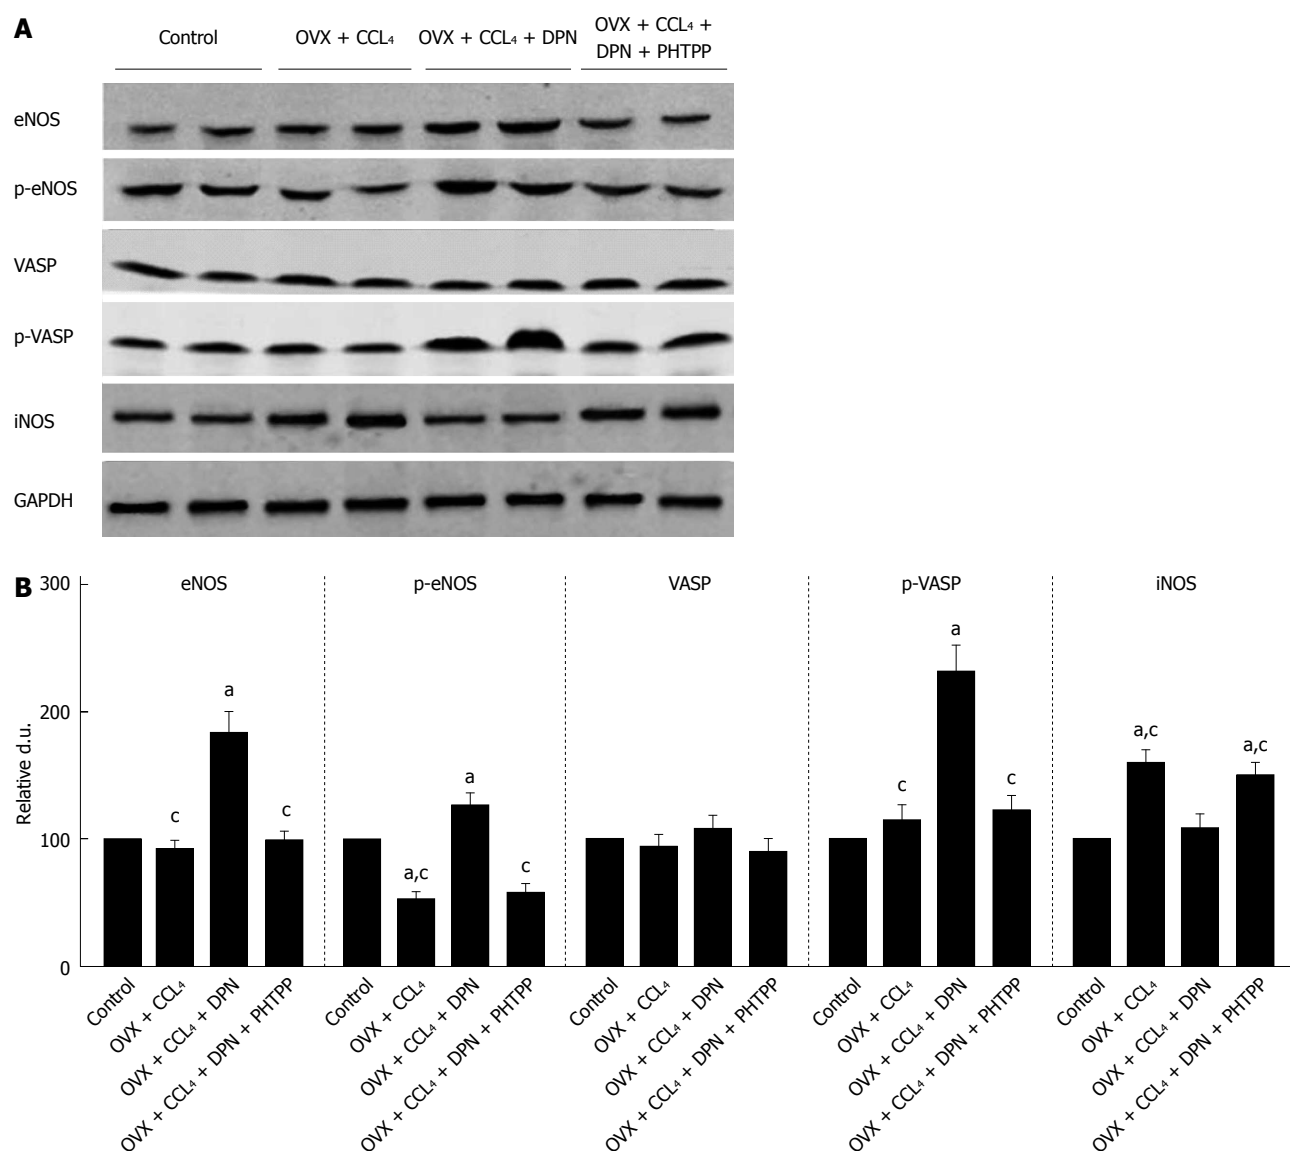 A
Control
OVX + CCL₄
OVX + CCL₄ + DPN
OVX + CCL₄ +
DPN + PHTPP
eNOS
p-eNOS
VASP
p-VASP
iNOS
GAPDH
B
Relative d.u.
300
200
100
0
eNOS
p-eNOS
VASP
p-VASP
iNOS
c
a
c
a,c
a
c
c
a
c
a,c
a,c
Control
OVX + CCL₄
OVX + CCL₄ + DPN
OVX + CCL₄ + DPN + PHTPP
Control
OVX + CCL₄
OVX + CCL₄ + DPN
OVX + CCL₄ + DPN + PHTPP
Control
OVX + CCL₄
OVX + CCL₄ + DPN
OVX + CCL₄ + DPN + PHTPP
Control
OVX + CCL₄
OVX + CCL₄ + DPN
OVX + CCL₄ + DPN + PHTPP
Control
OVX + CCL₄
OVX + CCL₄ + DPN
OVX + CCL₄ + DPN + PHTPP